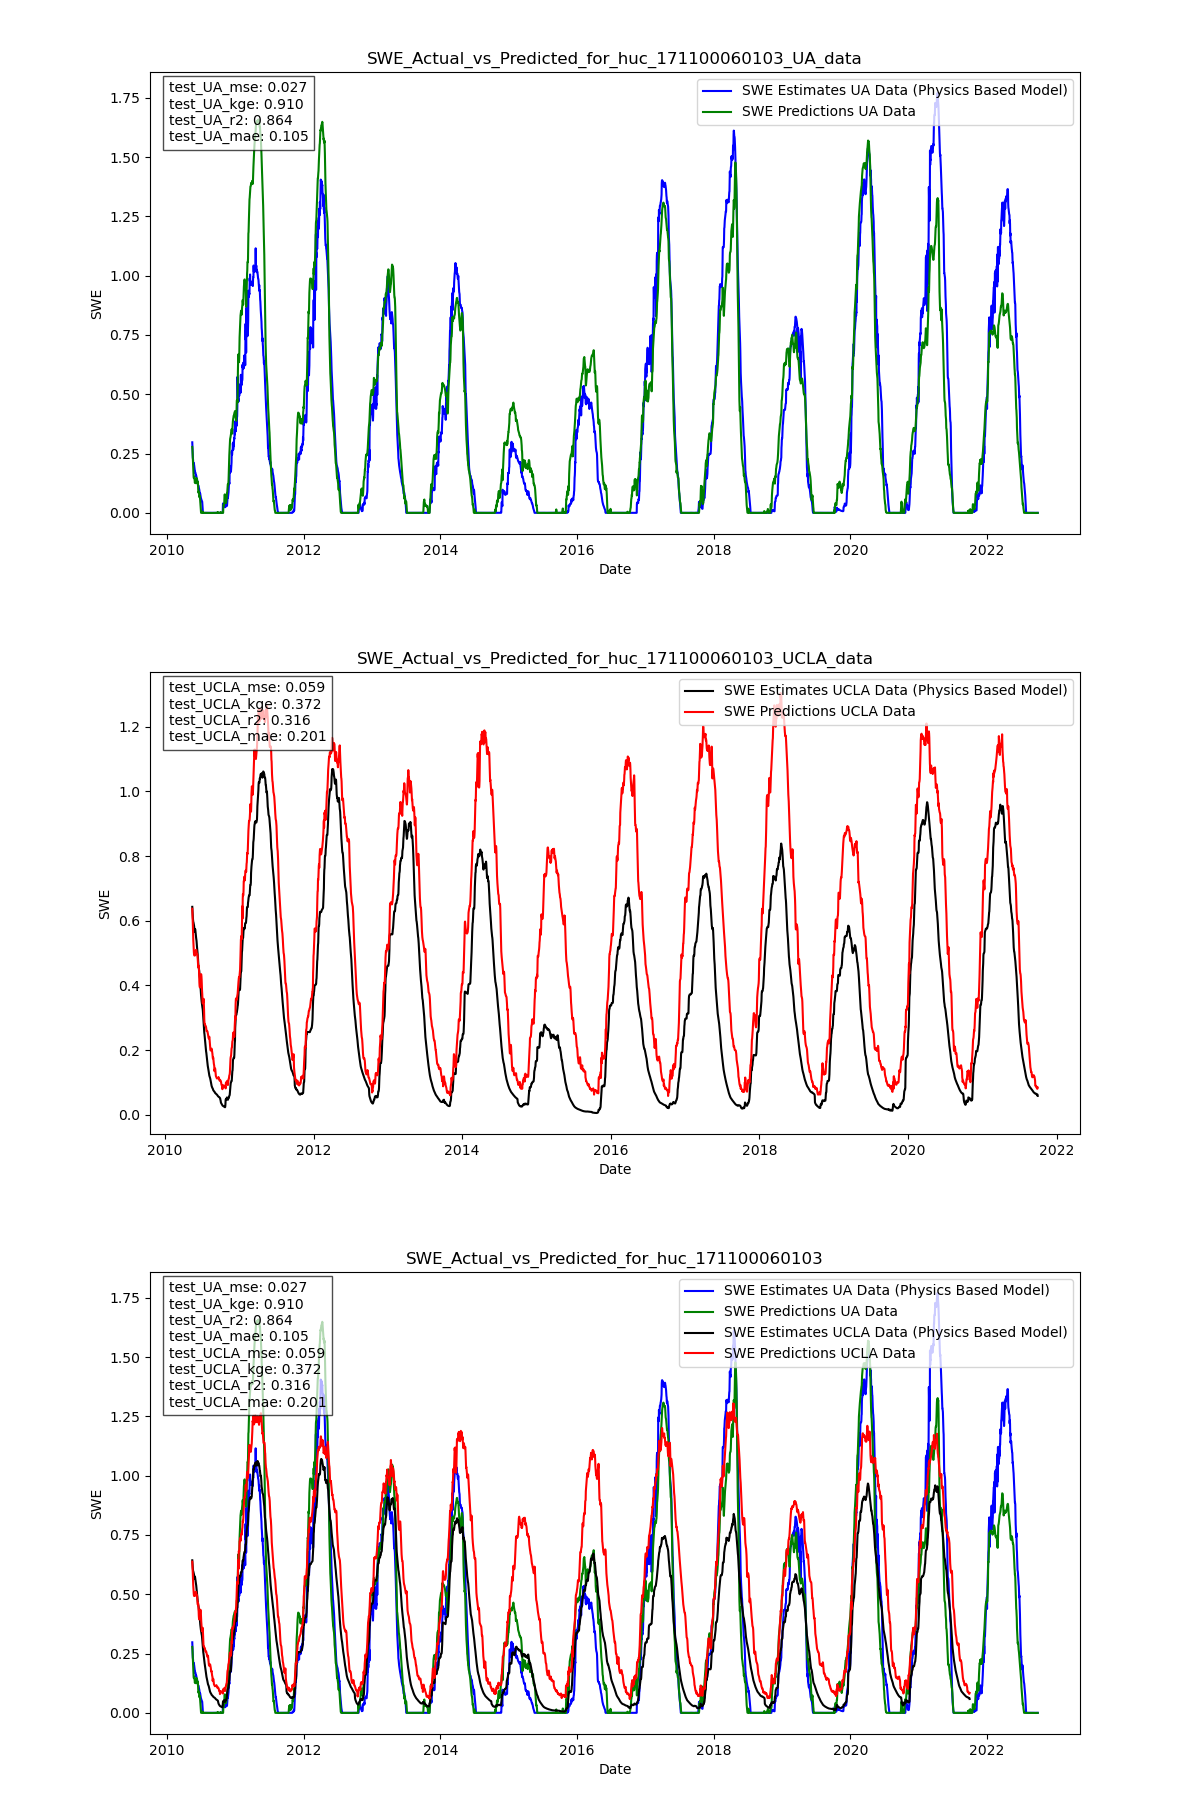 SWE_Actual_vs_Predicted_for_huc_171100060103_UA_data
test_UA_mse: 0.027
test_UA_kge: 0.910
test_UA_r2: 0.864
test_UA_mae: 0.105
SWE Estimates UA Data (Physics Based Model)
SWE Predictions UA Data
1.75
1.50
1.25
1.00
0.75
0.50
0.25
0.00
SWE
2010 2012 2014 2016 2018 2020 2022
Date
SWE_Actual_vs_Predicted_for_huc_171100060103_UCLA_data
test_UCLA_mse: 0.059
test_UCLA_kge: 0.372
test_UCLA_r2: 0.316
test_UCLA_mae: 0.201
SWE Estimates UCLA Data (Physics Based Model)
SWE Predictions UCLA Data
1.2
1.0
0.8
0.6
0.4
0.2
0.0
SWE
2010 2012 2014 2016 2018 2020 2022
Date
SWE_Actual_vs_Predicted_for_huc_171100060103
test_UA_mse: 0.027
test_UA_kge: 0.910
test_UA_r2: 0.864
test_UA_mae: 0.105
test_UCLA_mse: 0.059
test_UCLA_kge: 0.372
test_UCLA_r2: 0.316
test_UCLA_mae: 0.201
SWE Estimates UA Data (Physics Based Model)
SWE Predictions UA Data
SWE Estimates UCLA Data (Physics Based Model)
SWE Predictions UCLA Data
1.75
1.50
1.25
1.00
0.75
0.50
0.25
0.00
SWE
2010 2012 2014 2016 2018 2020 2022
Date